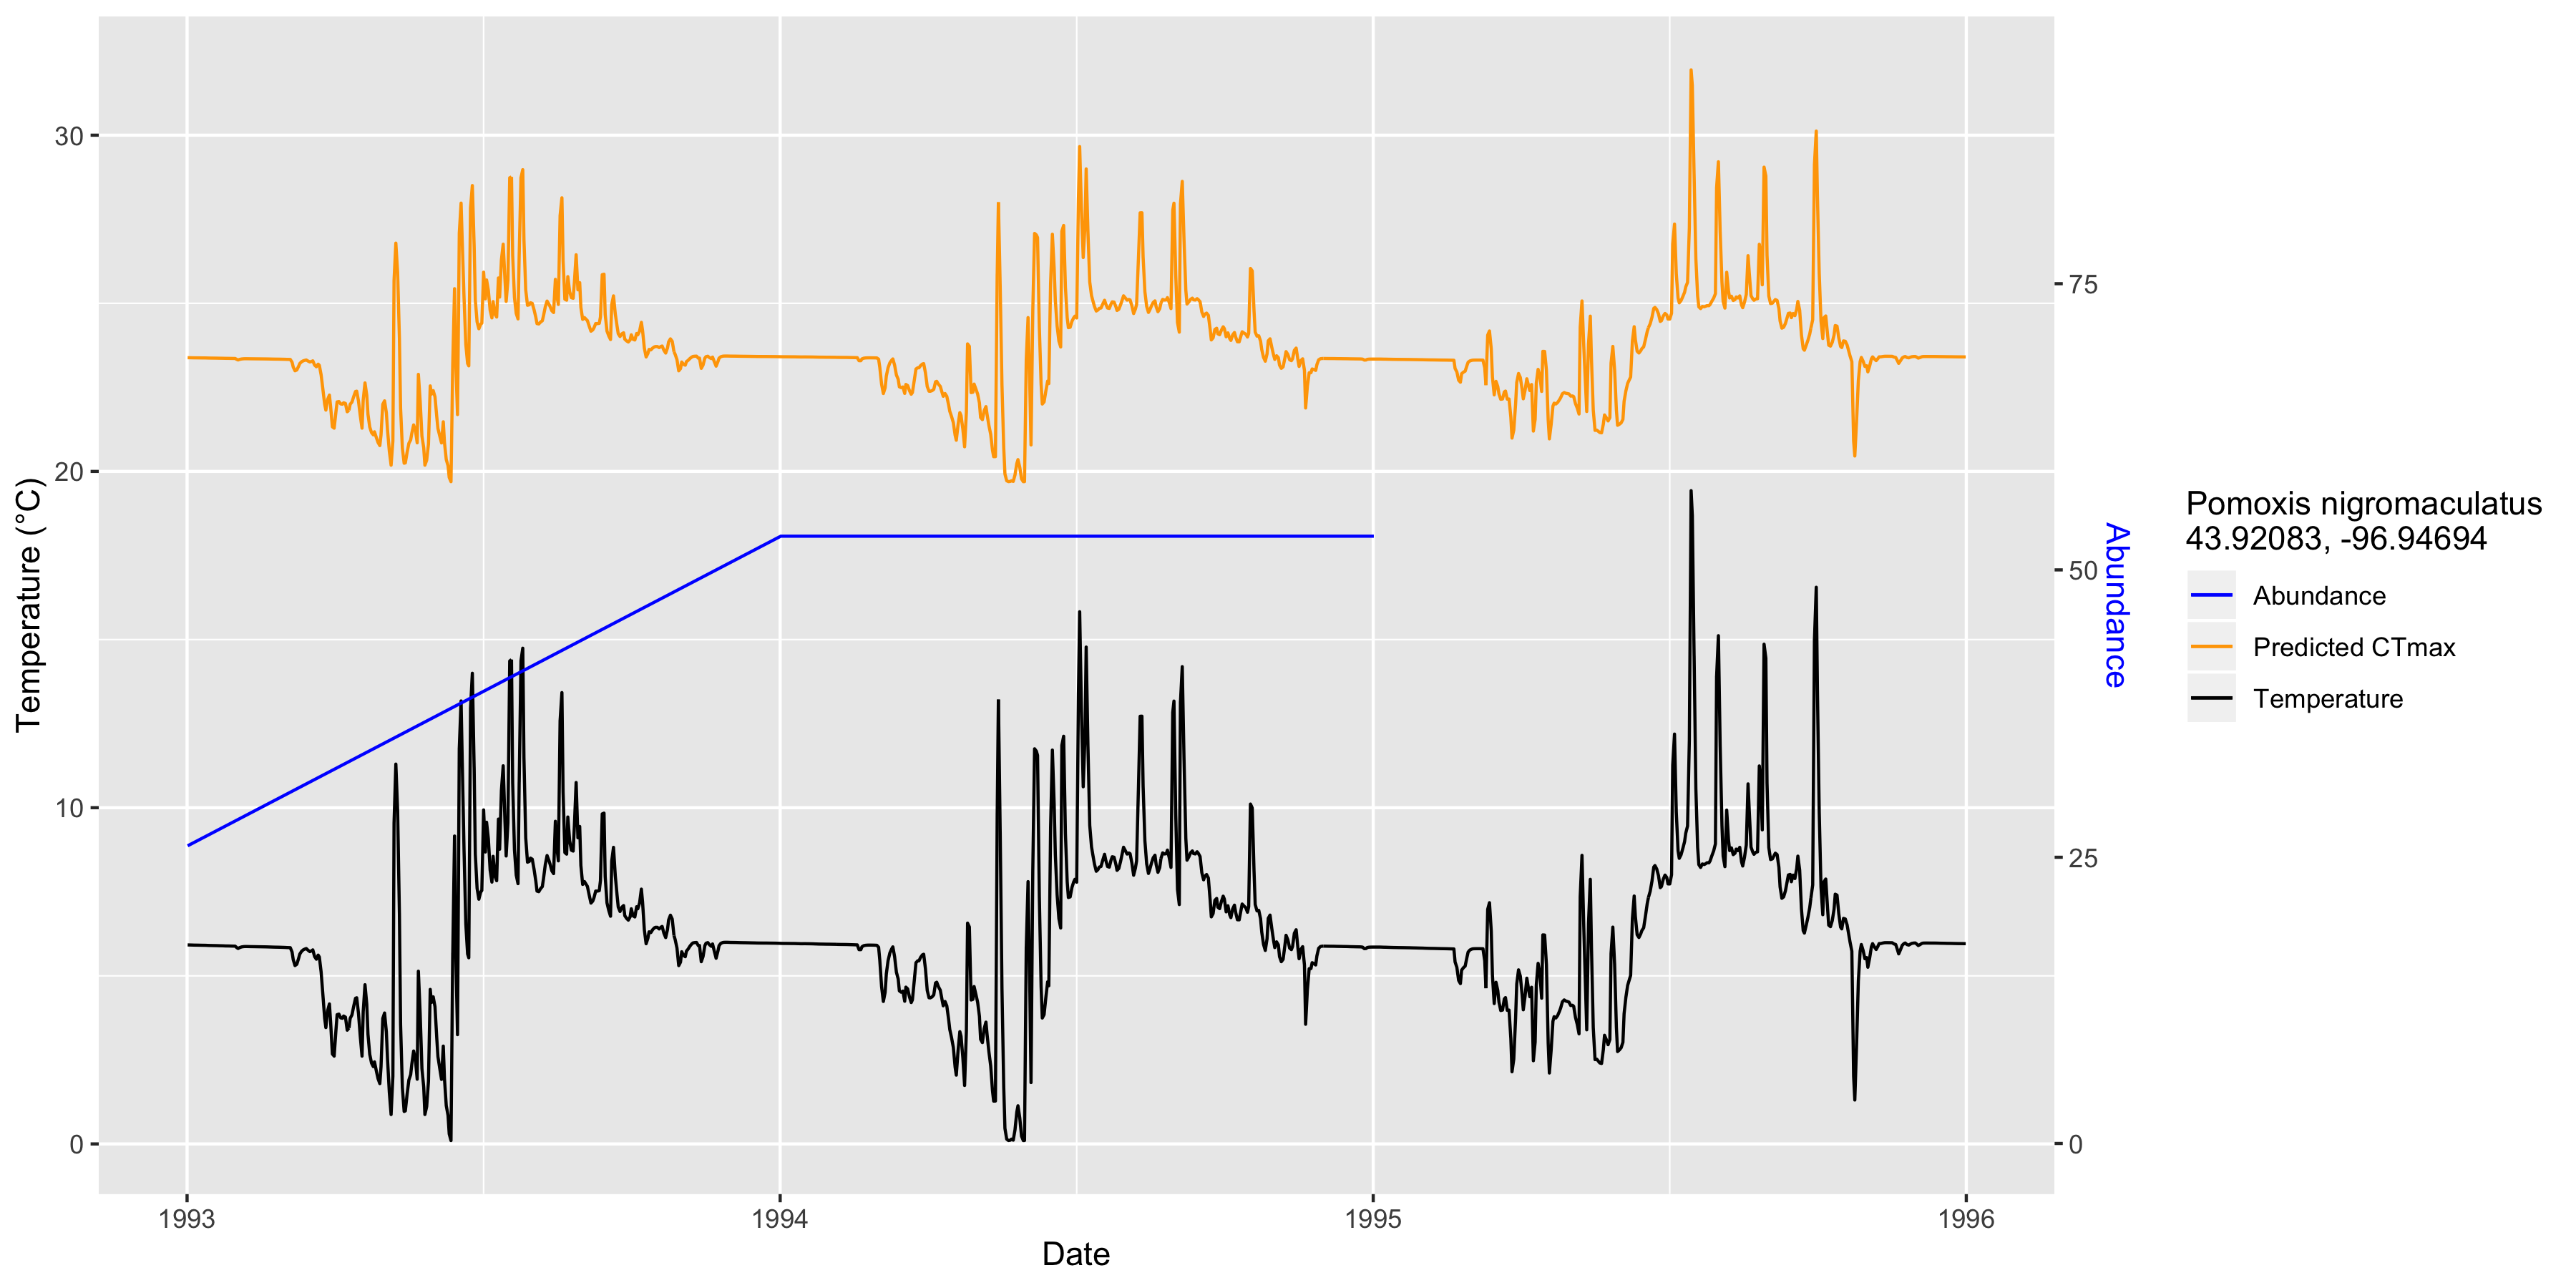 30
20
10
0
Temperature (°C)
1993
1994
1995
1996
Date
75
50
25
0
Abundance
Pomoxis nigromaculatus
43.92083, -96.94694
Abundance
Predicted CTmax
Temperature